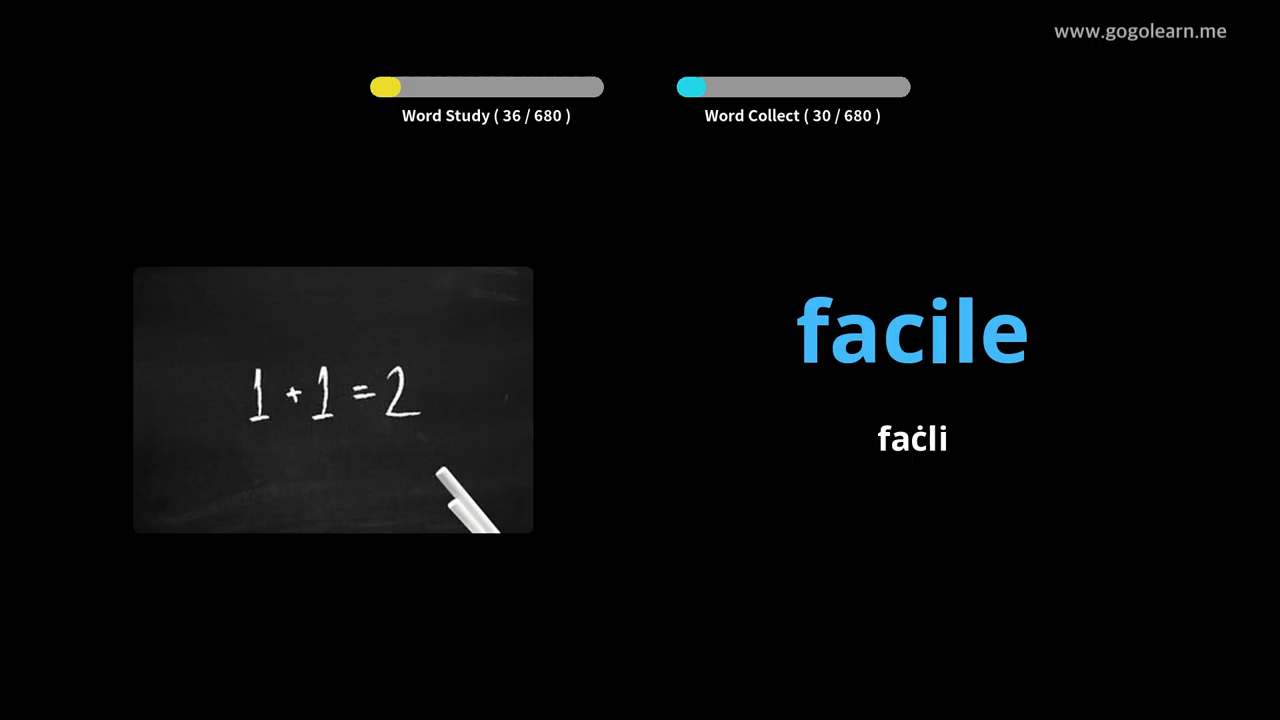 www.gogolearn.me
Word Study ( 36 / 680 )
Word Collect ( 30 / 680 )
1 + 1 = 2
facile
faċli